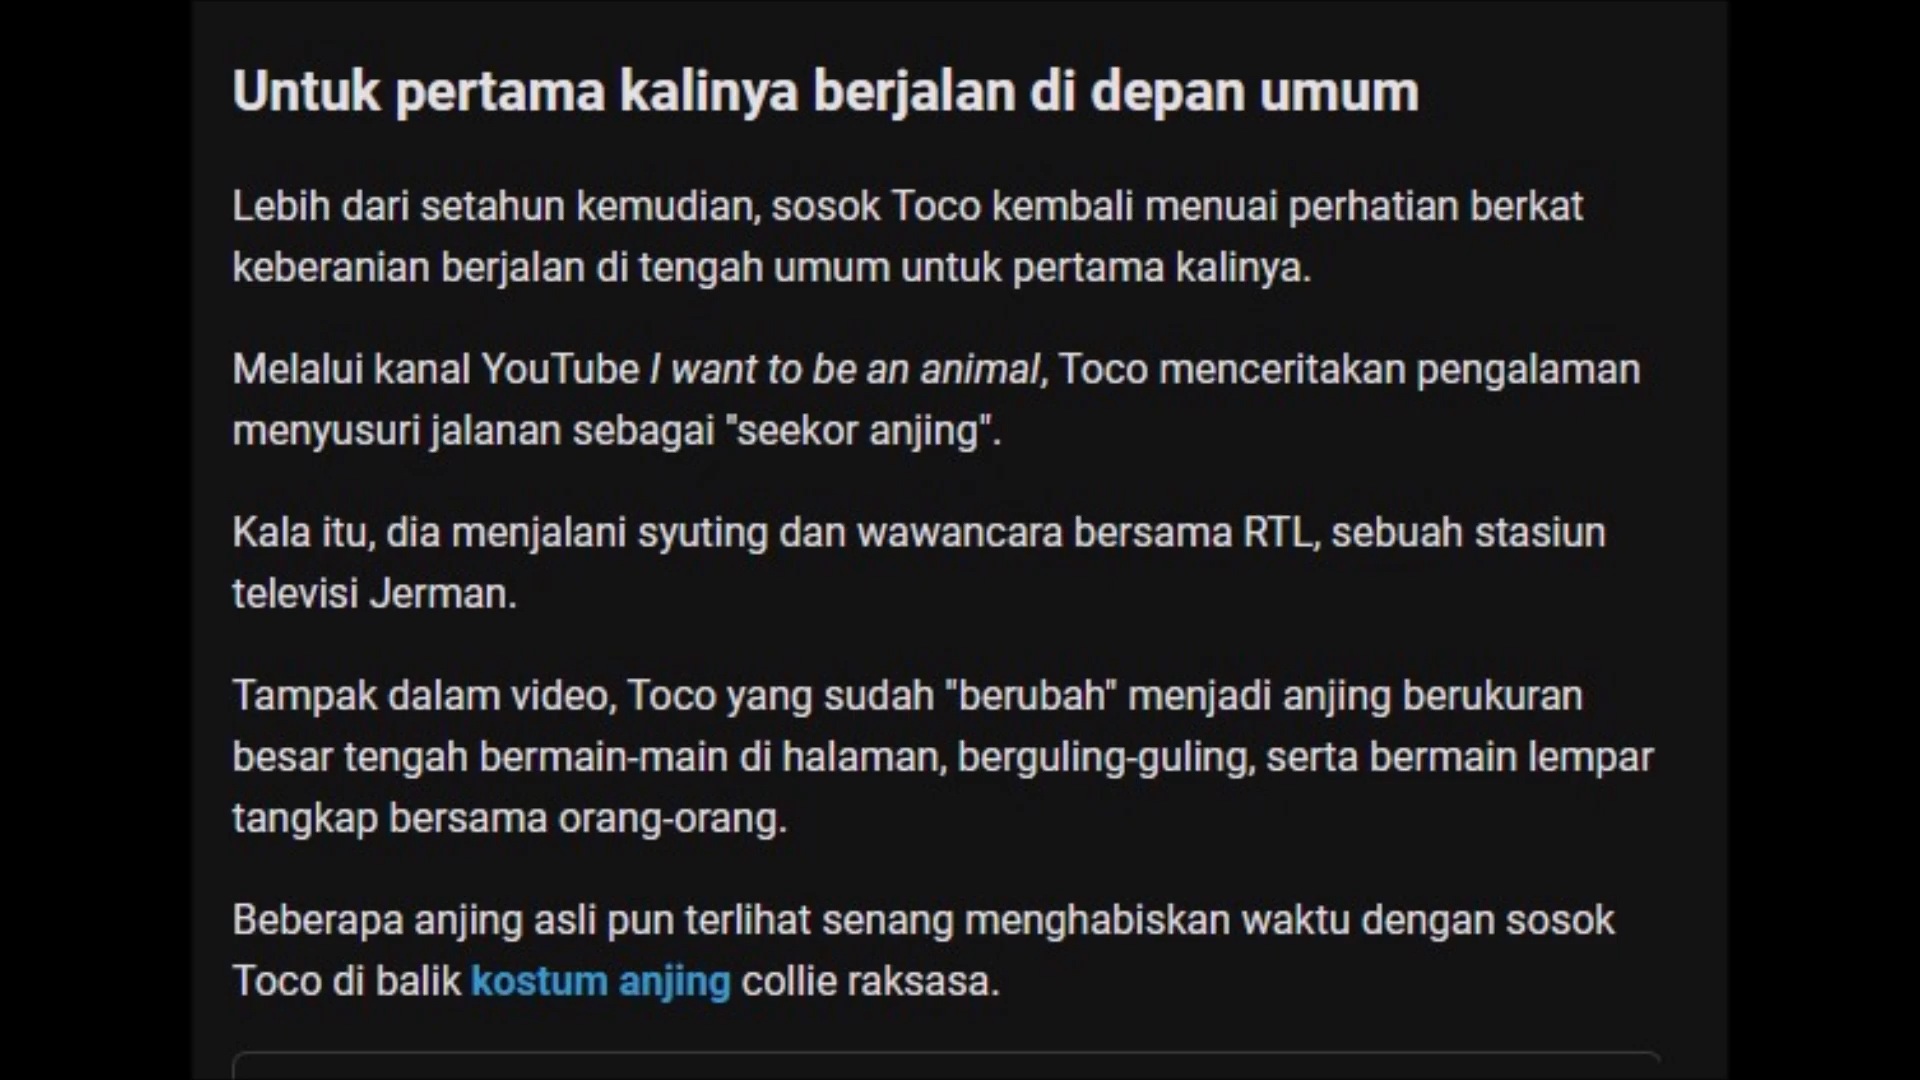 Untuk pertama kalinya berjalan di depan umum
Lebih dari setahun kemudian, sosok Toco kembali menuai perhatian berkat
keberanian berjalan di tengah umum untuk pertama kalinya.
Melalui kanal YouTube I want to be an animal, Toco menceritakan pengalaman
menyusuri jalanan sebagai "seekor anjing".
Kala itu, dia menjalani syuting dan wawancara bersama RTL, sebuah stasiun
televisi Jerman.
Tampak dalam video, Toco yang sudah "berubah" menjadi anjing berukuran
besar tengah bermain-main di halaman, berguling-guling, serta bermain lempar
tangkap bersama orang-orang.
Beberapa anjing asli pun terlihat senang menghabiskan waktu dengan sosok
Toco di balik kostum anjing collie raksasa.